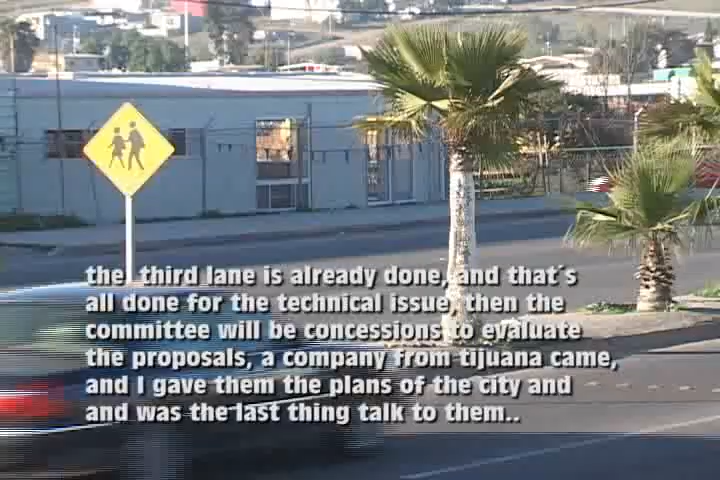 the, third lane is already done, and that´s
all done for the technical issue, then the
committee will be concessions to evaluate
the proposals, a company from tijuana came,
and I gave them the plans of the city and
and was the last thing talk to them..